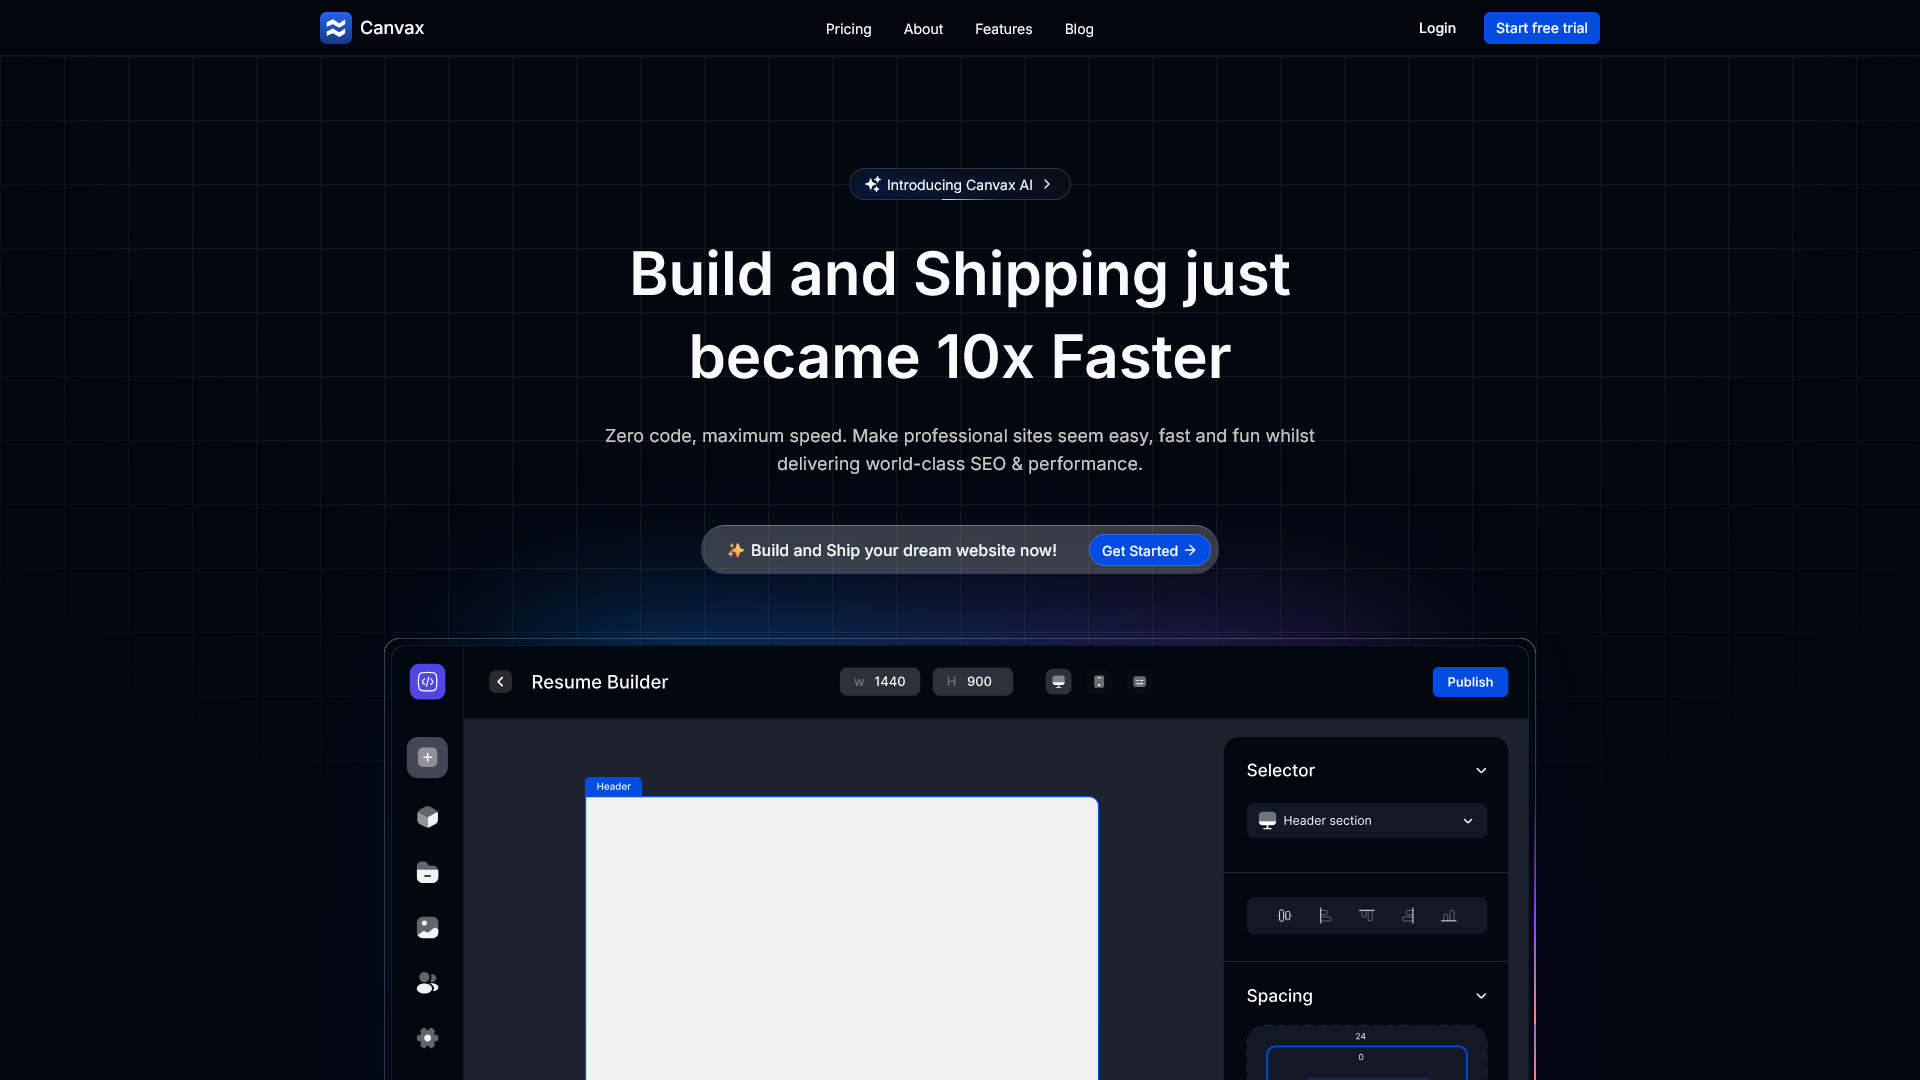 Canvax
Pricing
About
Features
Blog
Login
Start free trial
Introducing Canvax AI
Build and Shipping just
became 10x Faster
Zero code, maximum speed. Make professional sites seem easy, fast and fun whilst
delivering world-class SEO & performance.
✨ Build and Ship your dream website now!
Get Started →
Resume Builder
W 1440
H 900
Publish
Header
Selector
Header section
Spacing
24
0